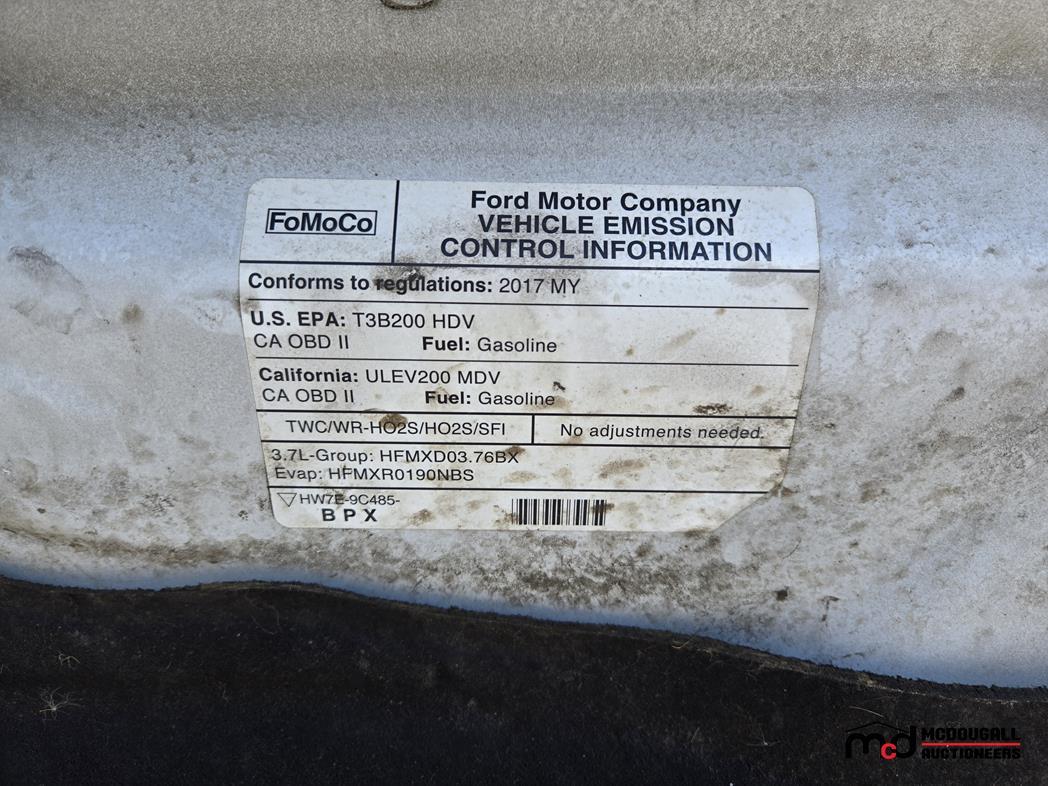 FoMoCo
Ford Motor Company
VEHICLE EMISSION
CONTROL INFORMATION
Conforms to regulations: 2017 MY
U.S. EPA: T3B200 HDV
CA OBD II Fuel: Gasoline
California: ULEV200 MDV
CA OBD II Fuel: Gasoline
TWC/WR-HO2S/HO2S/SFI No adjustments needed.
3.7L-Group: HFMXD03.76BX
Evap: HFMXR0190NBS
HW7E-9C485-
B P X
mcd MCDOUGALL
AUCTIONEERS